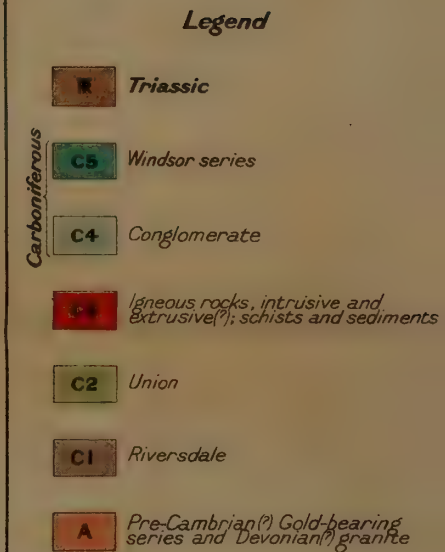 Legend
Triassic
Carboniferous
C5 Windsor series
C4 Conglomerate
Igneous rocks, intrusive and
extrusive(?); schists and sediments
C2 Union
C1 Riversdale
A Pre-Cambrian(?) Gold-bearing
series and Devonian(?) granite